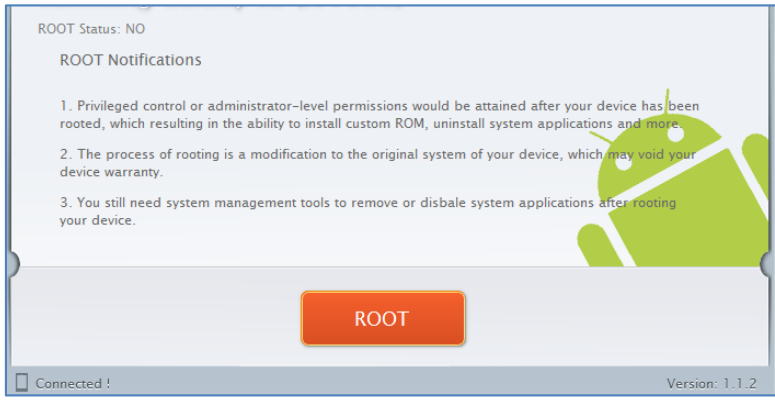 ROOT Status: NO
ROOT Notifications
1. Privileged control or administrator-level permissions would be attained after your device has been
rooted, which resulting in the ability to install custom ROM, uninstall system applications and more.
2. The process of rooting is a modification to the original system of your device, which may void your
device warranty.
3. You still need system management tools to remove or disbale system applications after rooting
your device.
ROOT
Connected !
Version: 1.1.2